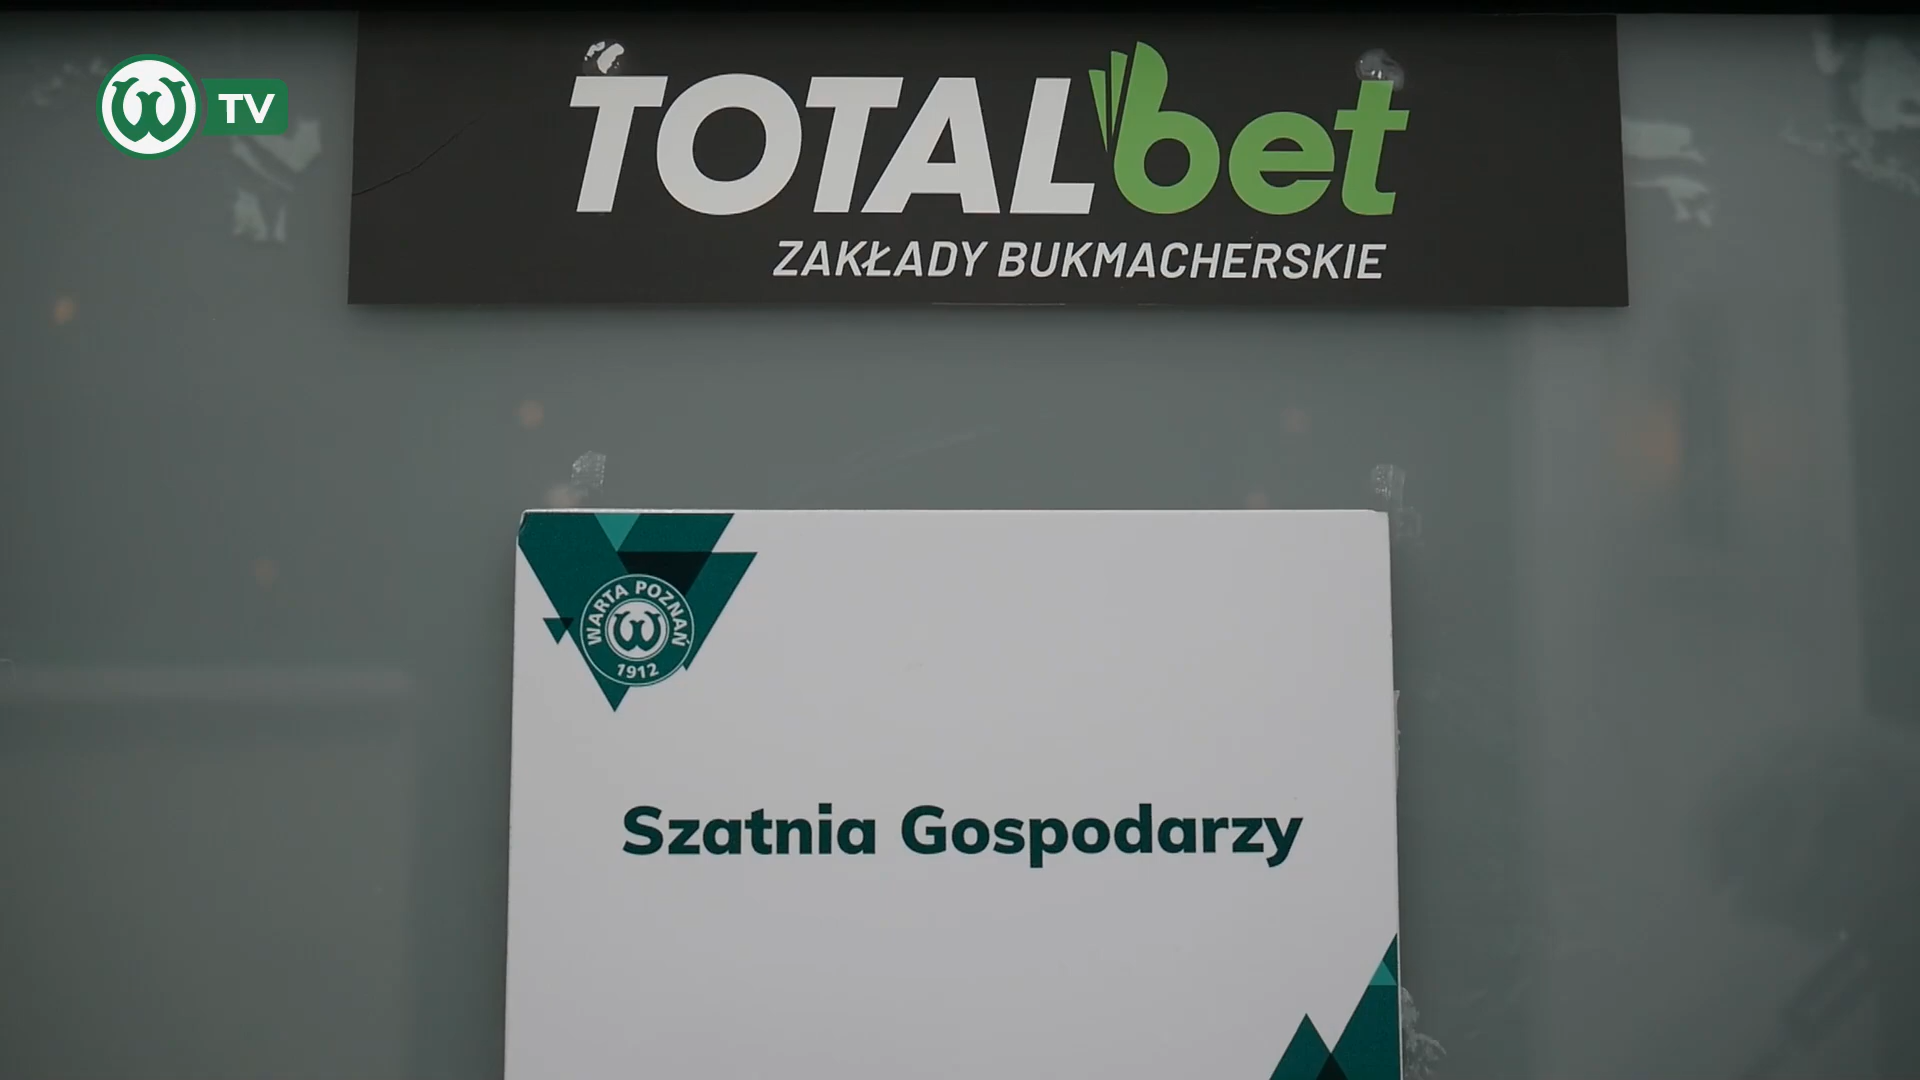 TV
TOTALbet
ZAKŁADY BUKMACHERSKIE
WARTA POZNAŃ
1912
Szatnia Gospodarzy